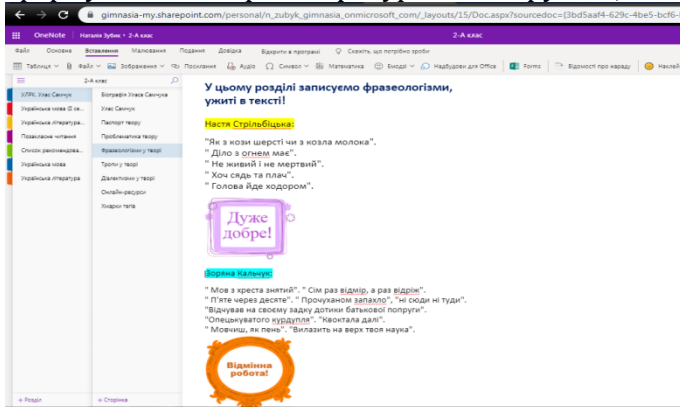 gimnasia-my.sharepoint.com/personal/n_zubyk_gimnasia_onmicrosoft_com/_layouts/15/Doc.aspx?sourcedoc={3bd5aaf4-629c-4be5-bcf6-
OneNote | Наталія Зубик › 2-А клас
2-А клас
Файл Основне Вставлення Малювання Подання Довідка Відкрити в програмі Скажіть, що потрібно зробити
Таблиця Файл Зображення Посилання Аудіо Символ Математика Емодзі Надбудови для Office Forms Відомості про нараду Наклей
2-А клас
УЛРК. Улас Самчук
Біографія Уласа Самчука
Українська мова (ІІ се...
Улас Самчук
Українська література...
Паспорт твору
Позакласне читання
Проблематика твору
Список рекомендова...
Фразеологізми у творі
Українська мова
Тропи у творі
Українська література
Діалектизми у творі
Онлайн-ресурси
Хмарки тегів
У цьому розділі записуємо фразеологізми,
ужиті в тексті!
Настя Стрільбіцька:
"Як з кози шерсті чи з козла молока".
" Діло з огнем має".
" Не живий і не мертвий".
" Хоч сядь та плач".
" Голова йде ходором".
Дуже
добре!
Зоряна Кальчук:
" Мов з хреста знятий". " Сім раз відмір, а раз відріж".
" П'яте через десяте". " Прочуханом запахло", "ні сюди ні туди".
"Відчував на своєму задку дотики батькової попруги".
"Опецькуватого курдупля". "Квоктала далі".
" Мовчиш, як пень". "Вилазить на верх твоя наука".
Відмінна
робота!
+ Розділ
+ Сторінка